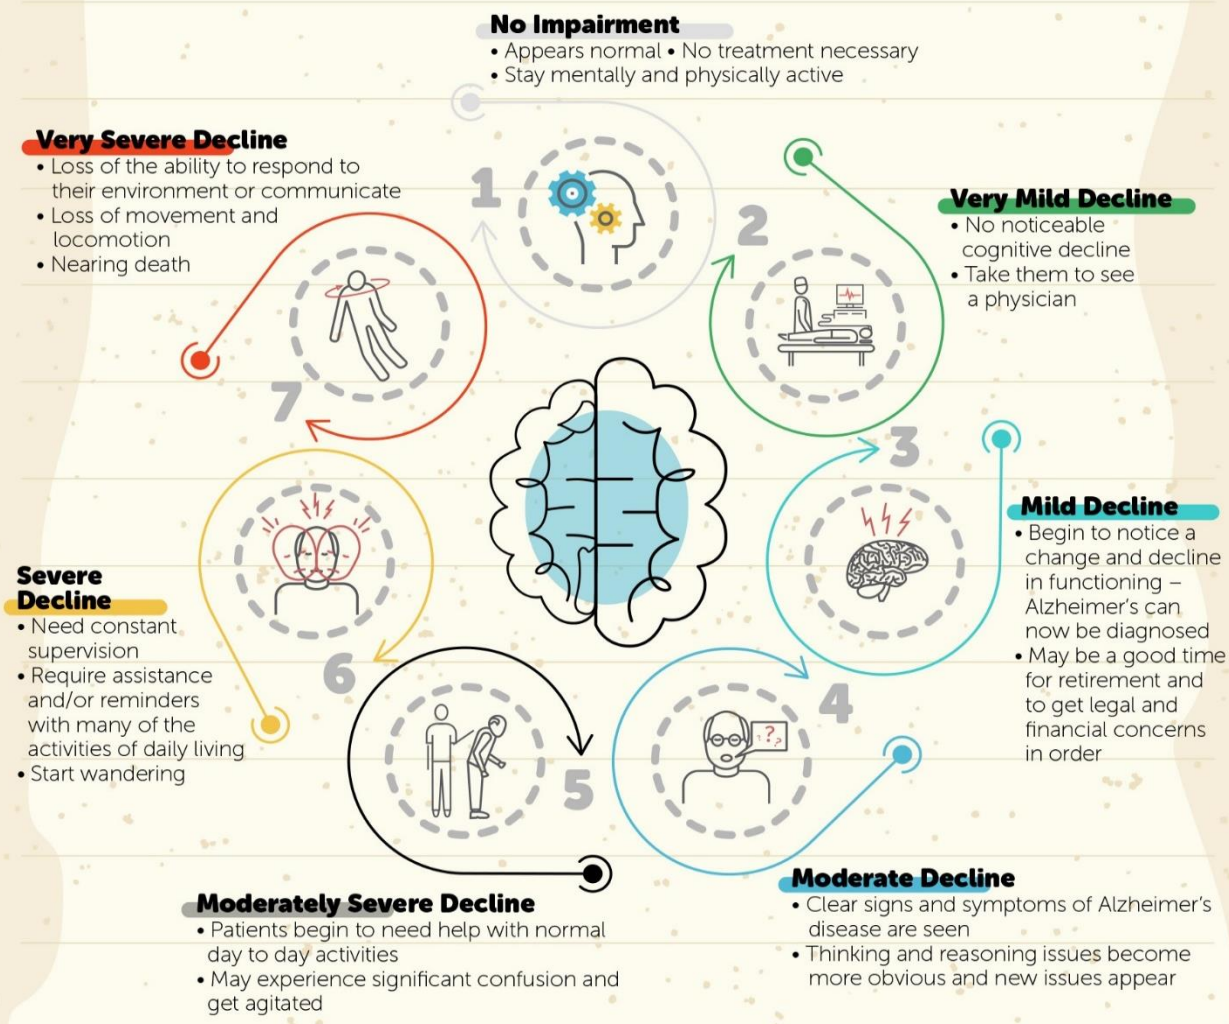 No Impairment
• Appears normal • No treatment necessary
• Stay mentally and physically active
1
Very Mild Decline
• No noticeable
cognitive decline
• Take them to see
a physician
2
Mild Decline
• Begin to notice a
change and decline
in functioning –
Alzheimer's can
now be diagnosed
• May be a good time
for retirement and
to get legal and
financial concerns
in order
3
Moderate Decline
• Clear signs and symptoms of Alzheimer's
disease are seen
• Thinking and reasoning issues become
more obvious and new issues appear
4
???
Moderately Severe Decline
• Patients begin to need help with normal
day to day activities
• May experience significant confusion and
get agitated
5
Severe
Decline
• Need constant
supervision
• Require assistance
and/or reminders
with many of the
activities of daily living
• Start wandering
6
Very Severe Decline
• Loss of the ability to respond to
their environment or communicate
• Loss of movement and
locomotion
• Nearing death
7